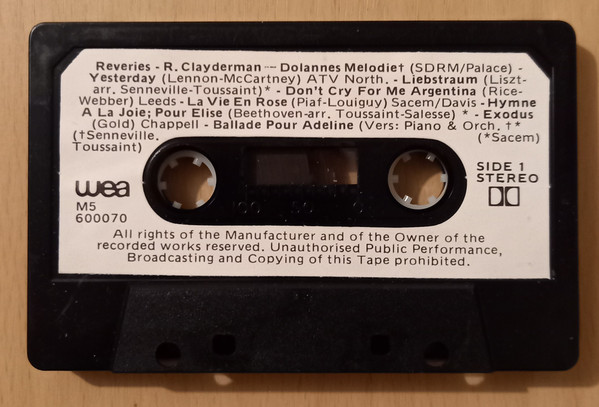 Reveries - R. Clayderman -- Dolannes Melodie† (SDRM/Palace) -
Yesterday (Lennon-McCartney) ATV North. - Liebstraum (Liszt-
arr. Senneville-Toussaint)* - Don't Cry For Me Argentina (Rice-
Webber) Leeds - La Vie En Rose (Piaf-Louiguy) Sacem/Davis - Hymne
A La Joie; Pour Elise (Beethoven-arr. Toussaint-Salesse) * - Exodus
(Gold) Chappell - Ballade Pour Adeline (Vers: Piano & Orch. †*
(†Senneville. (*Sacem)
Toussaint)
wea
M5
600070
SIDE 1
STEREO
All rights of the Manufacturer and of the Owner of the
recorded works reserved. Unauthorised Public Performance,
Broadcasting and Copying of this Tape prohibited.